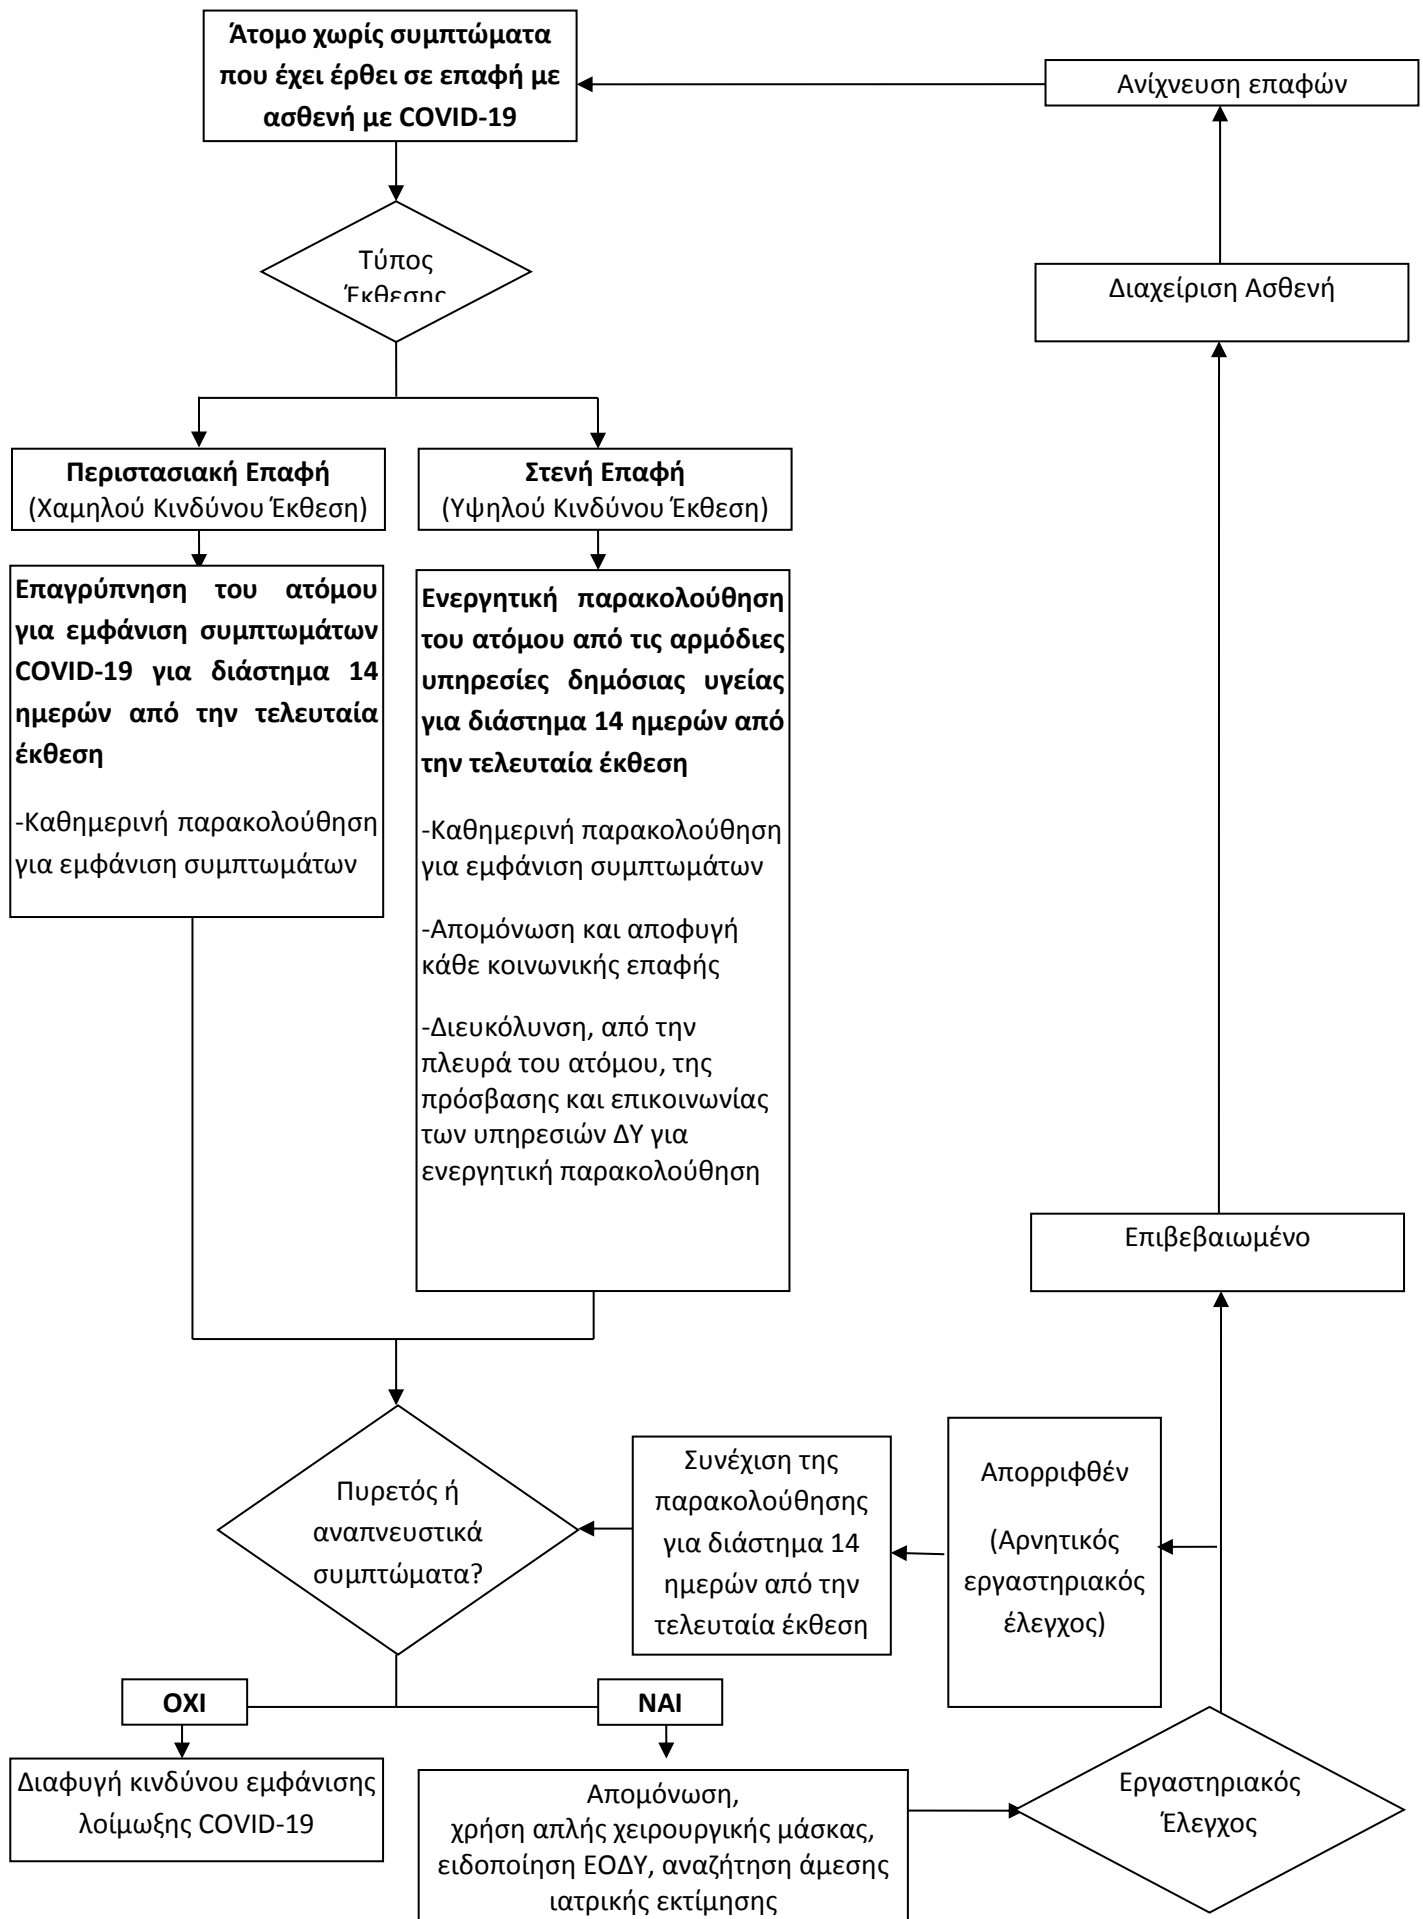 Άτομο χωρίς συμπτώματα
που έχει έρθει σε επαφή με
ασθενή με COVID-19
Ανίχνευση επαφών
Τύπος
Έκθεσης
Διαχείριση Ασθενή
Περιστασιακή Επαφή
(Χαμηλού Κινδύνου Έκθεση)
Στενή Επαφή
(Υψηλού Κινδύνου Έκθεση)
Επαγρύπνηση του ατόμου
για εμφάνιση συμπτωμάτων
COVID-19 για διάστημα 14
ημερών από την τελευταία
έκθεση
-Καθημερινή παρακολούθηση
για εμφάνιση συμπτωμάτων
Ενεργητική παρακολούθηση
του ατόμου από τις αρμόδιες
υπηρεσίες δημόσιας υγείας
για διάστημα 14 ημερών από
την τελευταία έκθεση
-Καθημερινή παρακολούθηση
για εμφάνιση συμπτωμάτων
-Απομόνωση και αποφυγή
κάθε κοινωνικής επαφής
-Διευκόλυνση, από την
πλευρά του ατόμου, της
πρόσβασης και επικοινωνίας
των υπηρεσιών ΔΥ για
ενεργητική παρακολούθηση
Επιβεβαιωμένο
Πυρετός ή
αναπνευστικά
συμπτώματα?
Συνέχιση της
παρακολούθησης
για διάστημα 14
ημερών από την
τελευταία έκθεση
Απορριφθέν
(Αρνητικός
εργαστηριακός
έλεγχος)
ΟΧΙ
ΝΑΙ
Διαφυγή κινδύνου εμφάνισης
λοίμωξης COVID-19
Απομόνωση,
χρήση απλής χειρουργικής μάσκας,
ειδοποίηση ΕΟΔΥ, αναζήτηση άμεσης
ιατρικής εκτίμησης
Εργαστηριακός
Έλεγχος